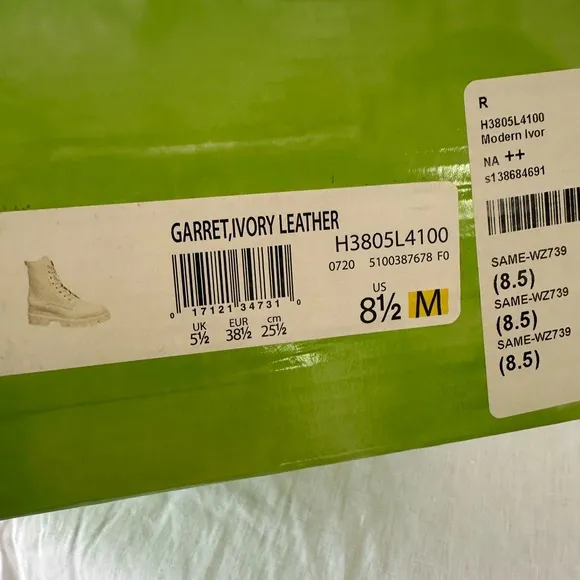 GARRET,IVORY LEATHER
H3805L4100
0720 5100387678 F0
0 17121 34731 0
UK EUR cm
5½ 38½ 25½
US
8½ M
R
H3805L4100
Modern Ivor
NA ++
s138684691
SAME-WZ739
(8.5)
SAME-WZ739
(8.5)
SAME-WZ739
(8.5)